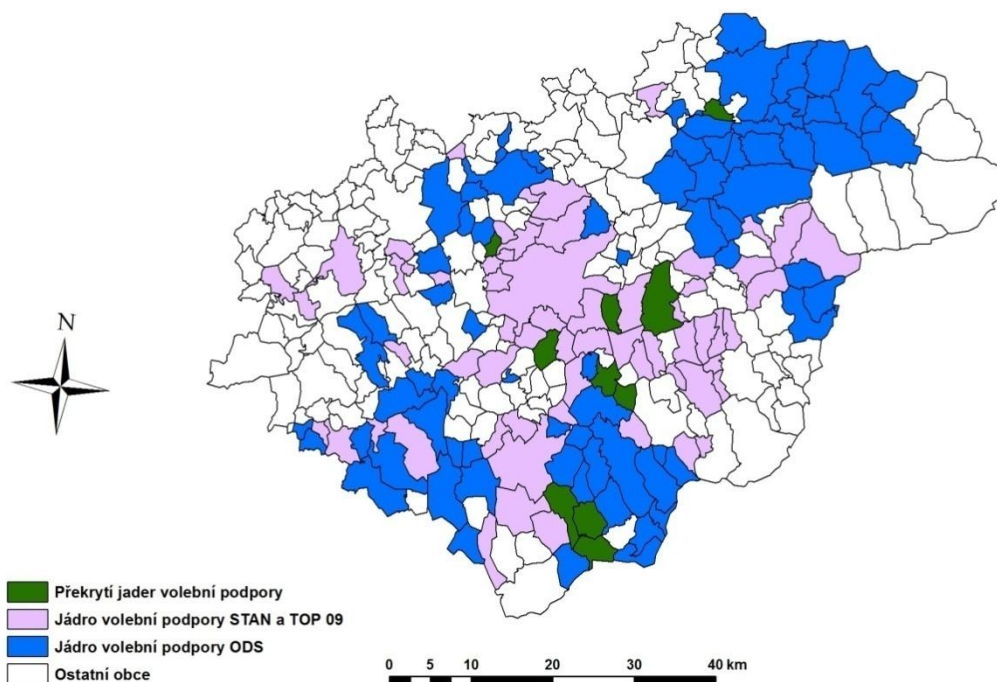 N
Překrytí jader volební podpory
Jádro volební podpory STAN a TOP 09
Jádro volební podpory ODS
Ostatní obce
0 5 10 20 30 40 km